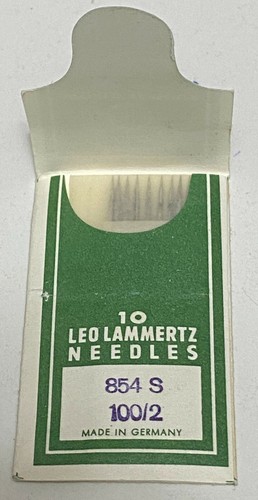 10
LEO LAMMERTZ
NEEDLES
854 S
100/2
MADE IN GERMANY